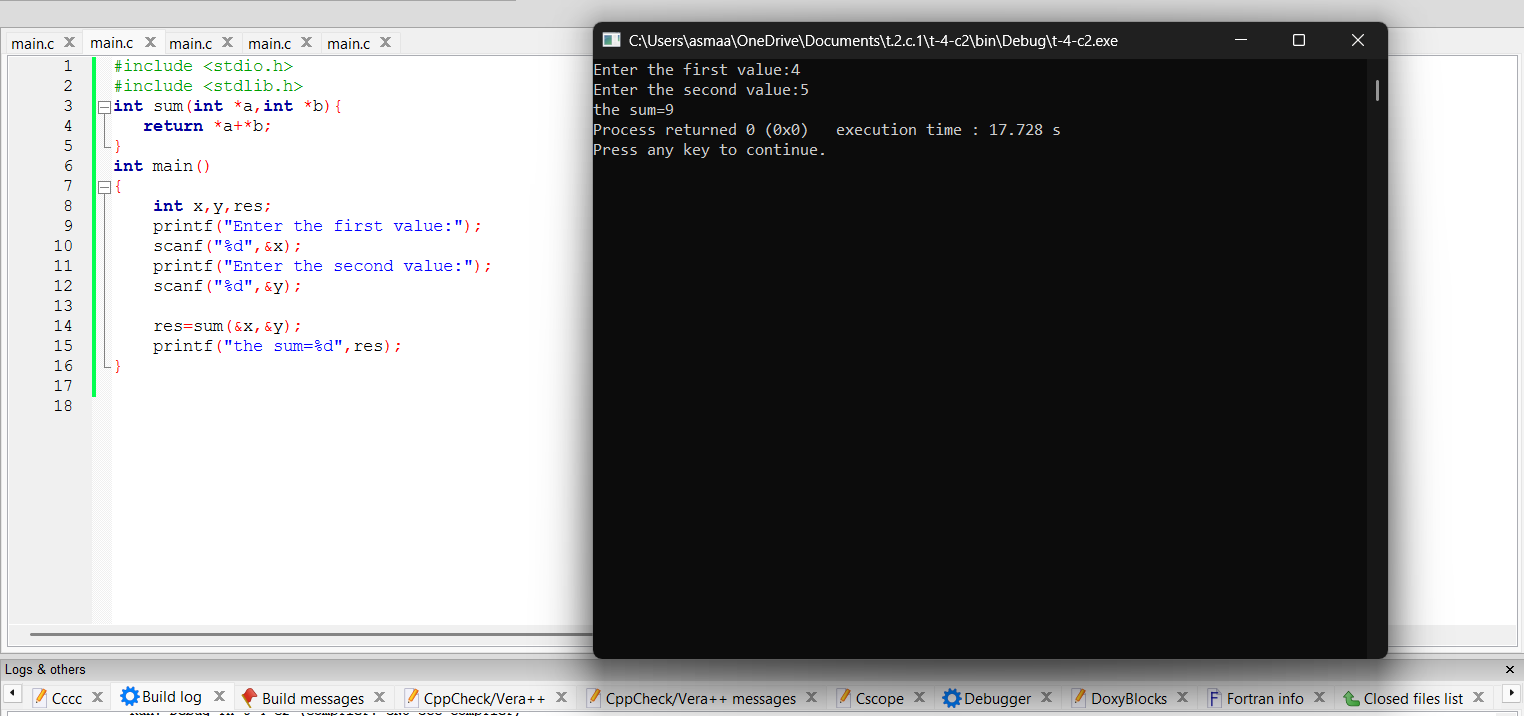 main.c main.c main.c main.c main.c
1 #include <stdio.h>
2 #include <stdlib.h>
3 int sum(int *a,int *b){
4 return *a+*b;
5 }
6 int main()
7 {
8 int x,y,res;
9 printf("Enter the first value:");
10 scanf("%d",&x);
11 printf("Enter the second value:");
12 scanf("%d",&y);
13
14 res=sum(&x,&y);
15 printf("the sum=%d",res);
16 }
17
18
C:\Users\asmaa\OneDrive\Documents\t.2.c.1\t-4-c2\bin\Debug\t-4-c2.exe
Enter the first value:4
Enter the second value:5
the sum=9
Process returned 0 (0x0) execution time : 17.728 s
Press any key to continue.
Logs & others
Cccc Build log Build messages CppCheck/Vera++ CppCheck/Vera++ messages Cscope Debugger DoxyBlocks Fortran info Closed files list